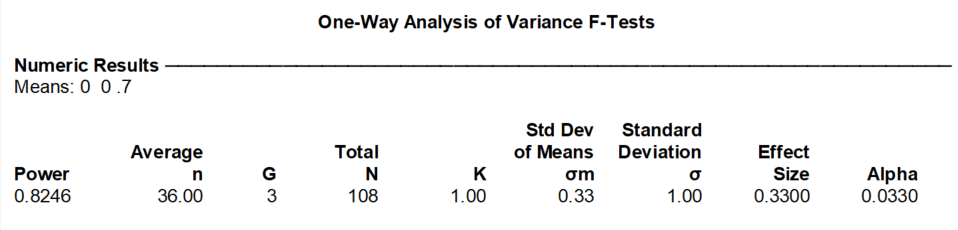 One-Way Analysis of Variance F-Tests
Numeric Results
Means: 0 0 .7
Std Dev Standard
Average Total of Means Deviation Effect
Power n G N K σm σ Size Alpha
0.8246 36.00 3 108 1.00 0.33 1.00 0.3300 0.0330